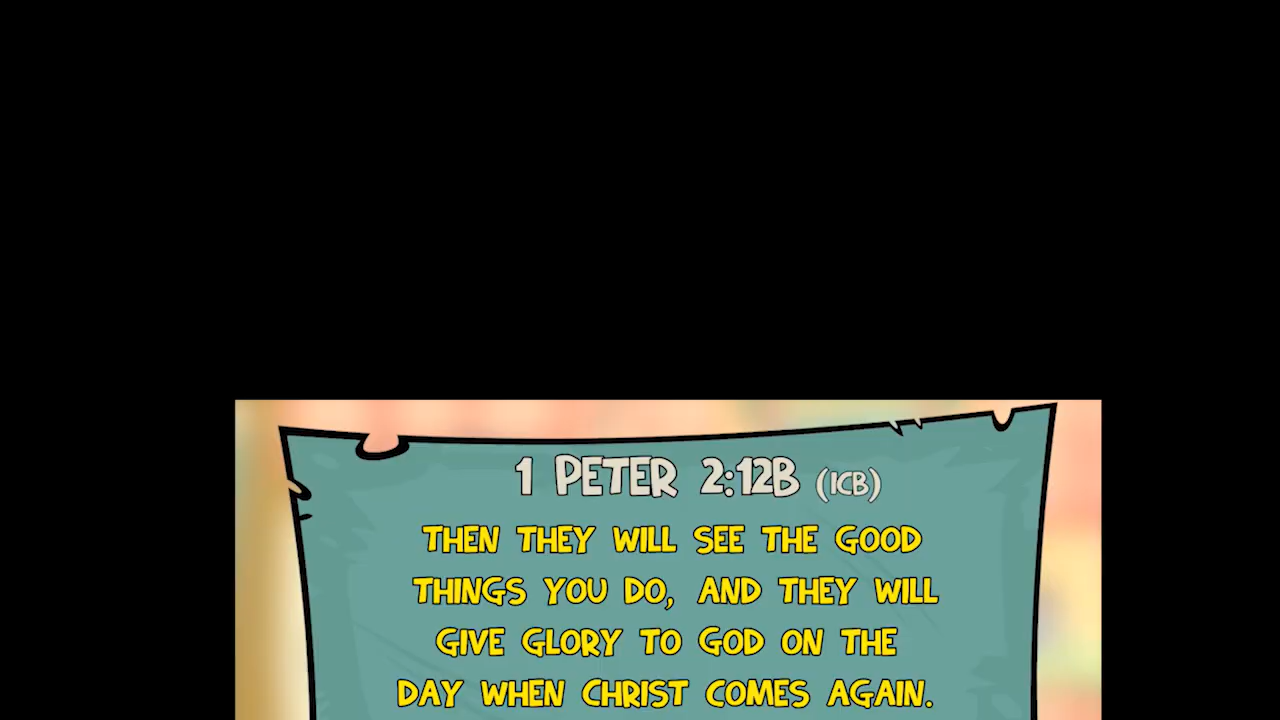 1 PETER 2:12B (ICB)
THEN THEY WILL SEE THE GOOD
THINGS YOU DO, AND THEY WILL
GIVE GLORY TO GOD ON THE
DAY WHEN CHRIST COMES AGAIN.